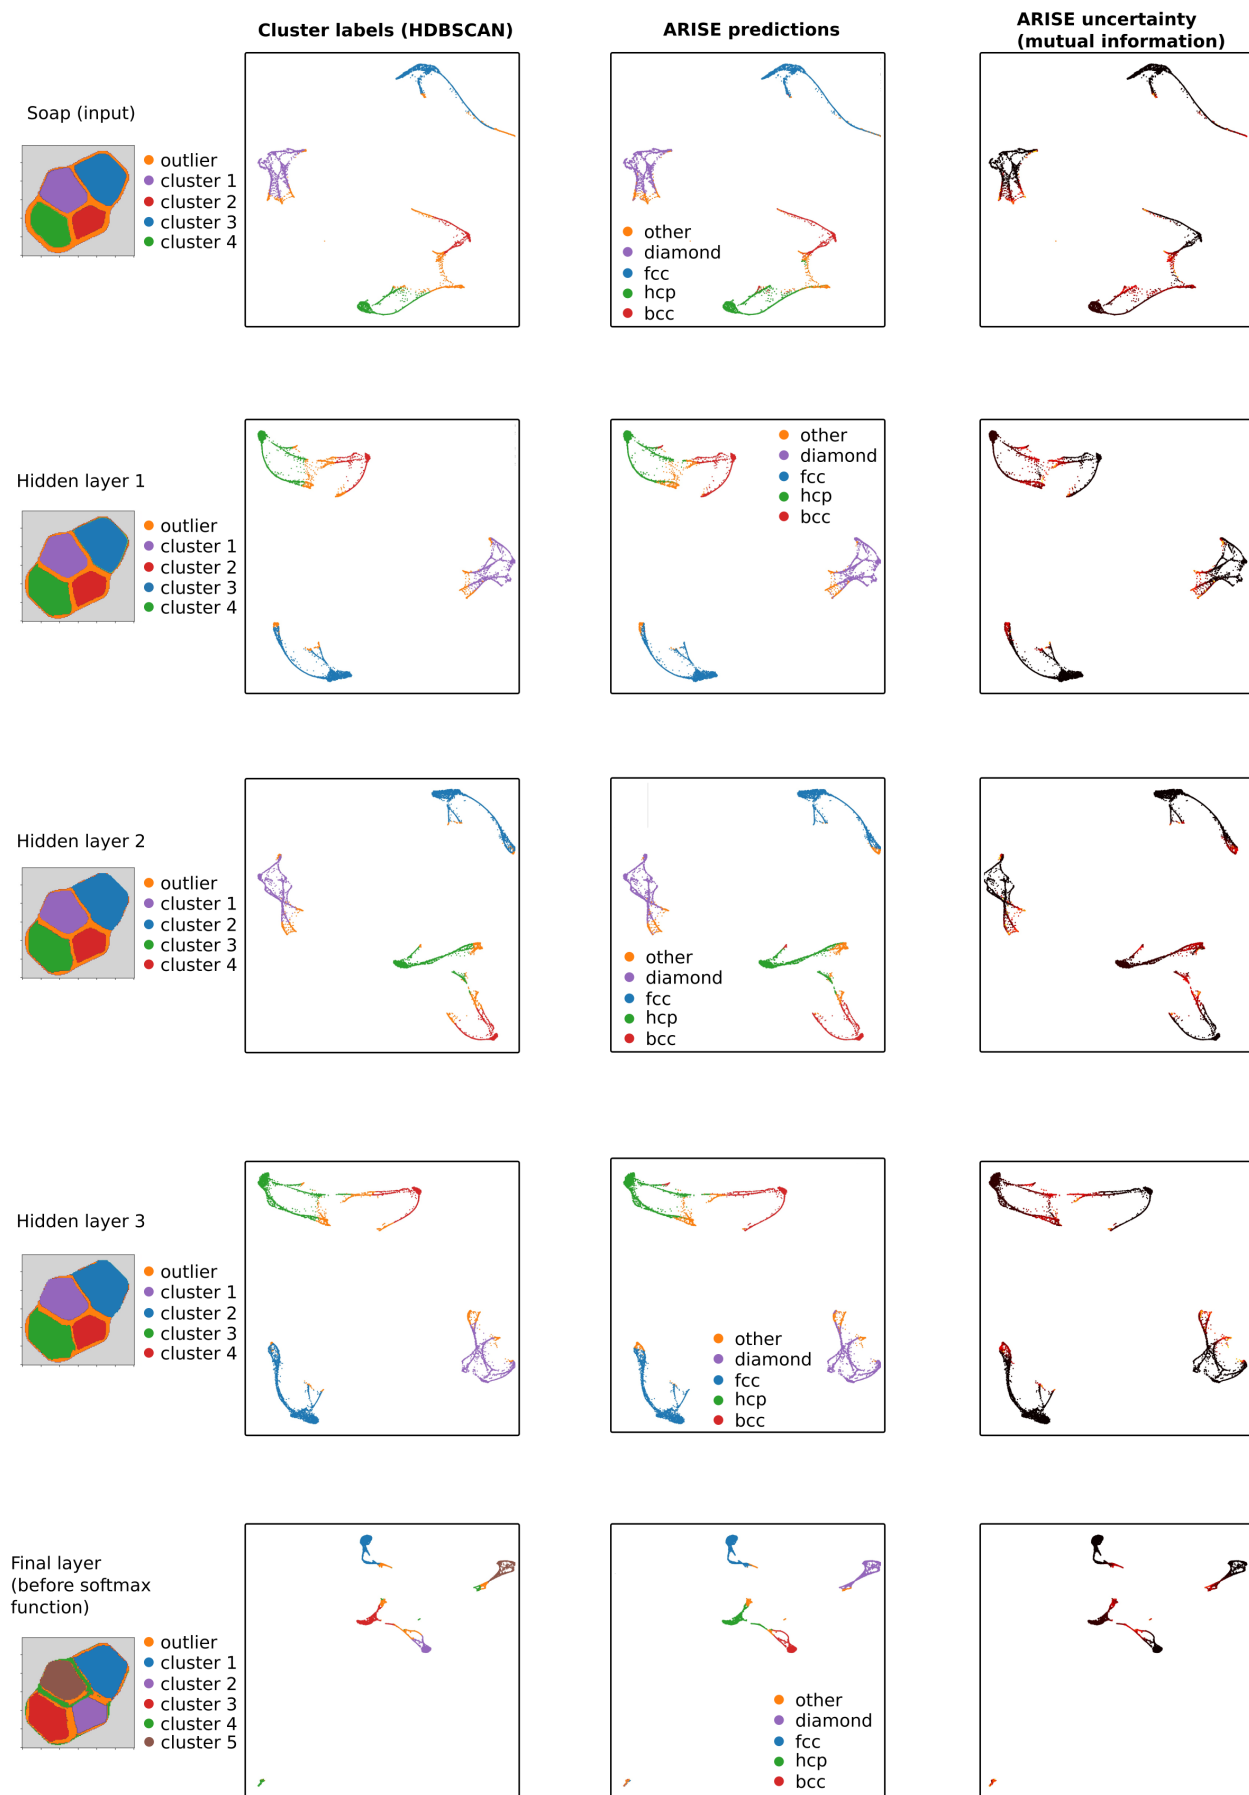 Cluster labels (HDBSCAN)
ARISE predictions
ARISE uncertainty
(mutual information)
Soap (input)
outlier
cluster 1
cluster 2
cluster 3
cluster 4
other
diamond
fcc
hcp
bcc
Hidden layer 1
outlier
cluster 1
cluster 2
cluster 3
cluster 4
other
diamond
fcc
hcp
bcc
Hidden layer 2
outlier
cluster 1
cluster 2
cluster 3
cluster 4
other
diamond
fcc
hcp
bcc
Hidden layer 3
outlier
cluster 1
cluster 2
cluster 3
cluster 4
other
diamond
fcc
hcp
bcc
Final layer
(before softmax
function)
outlier
cluster 1
cluster 2
cluster 3
cluster 4
cluster 5
other
diamond
fcc
hcp
bcc